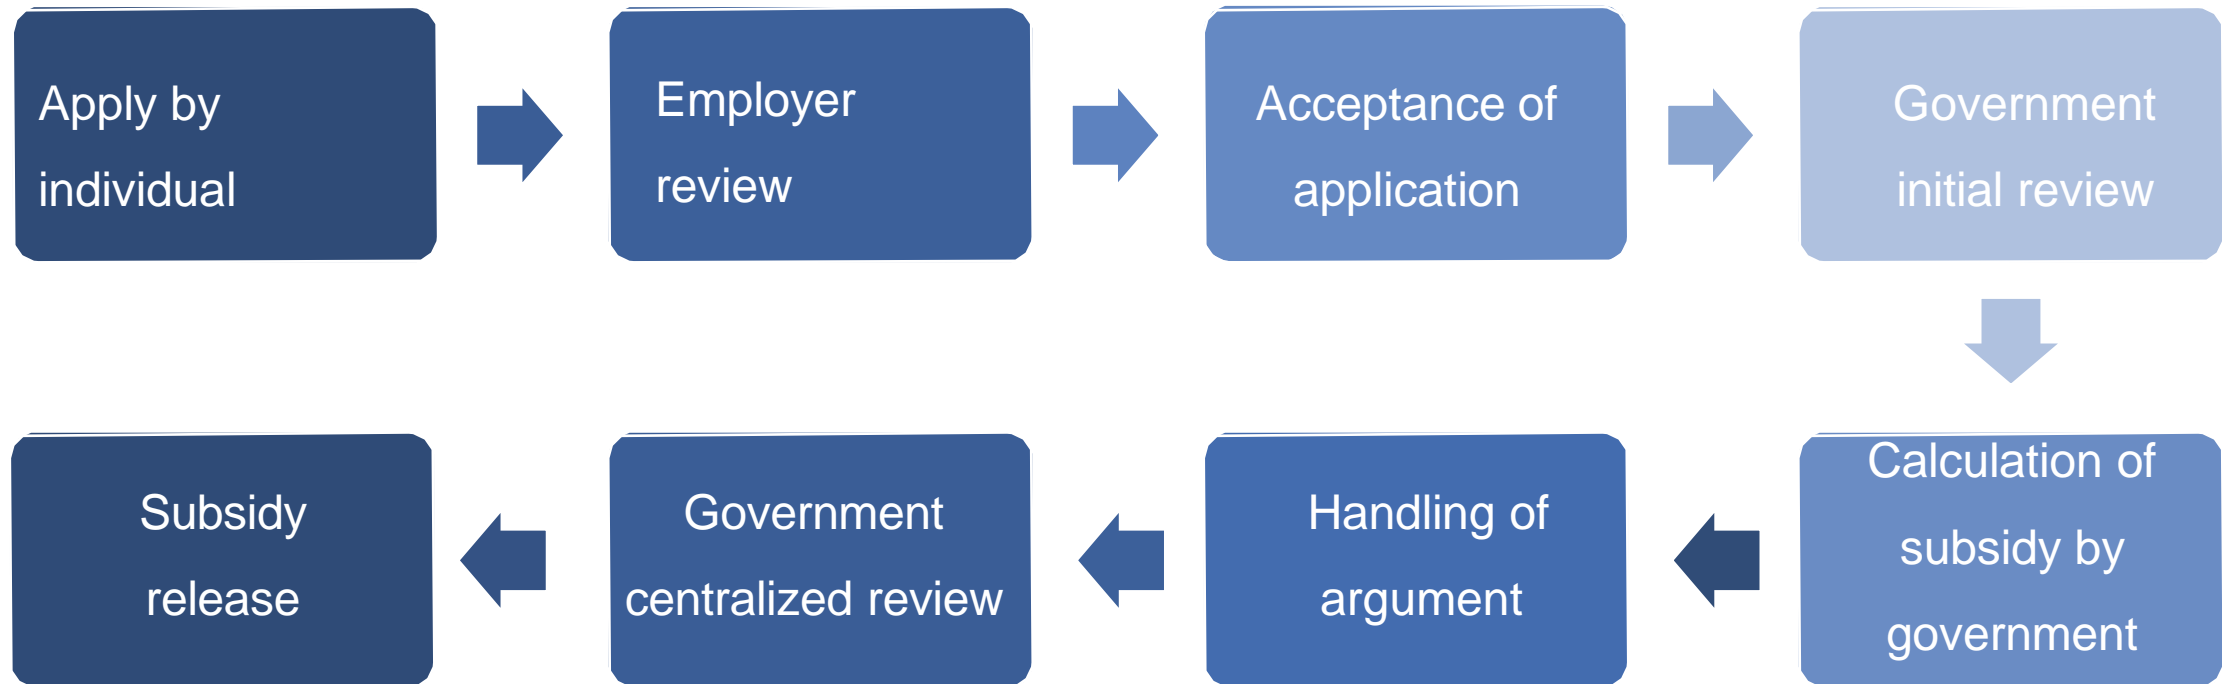 Apply by
individual
Employer
review
Acceptance of
application
Government
initial review
Calculation of
subsidy by
government
Handling of
argument
Government
centralized review
Subsidy
release